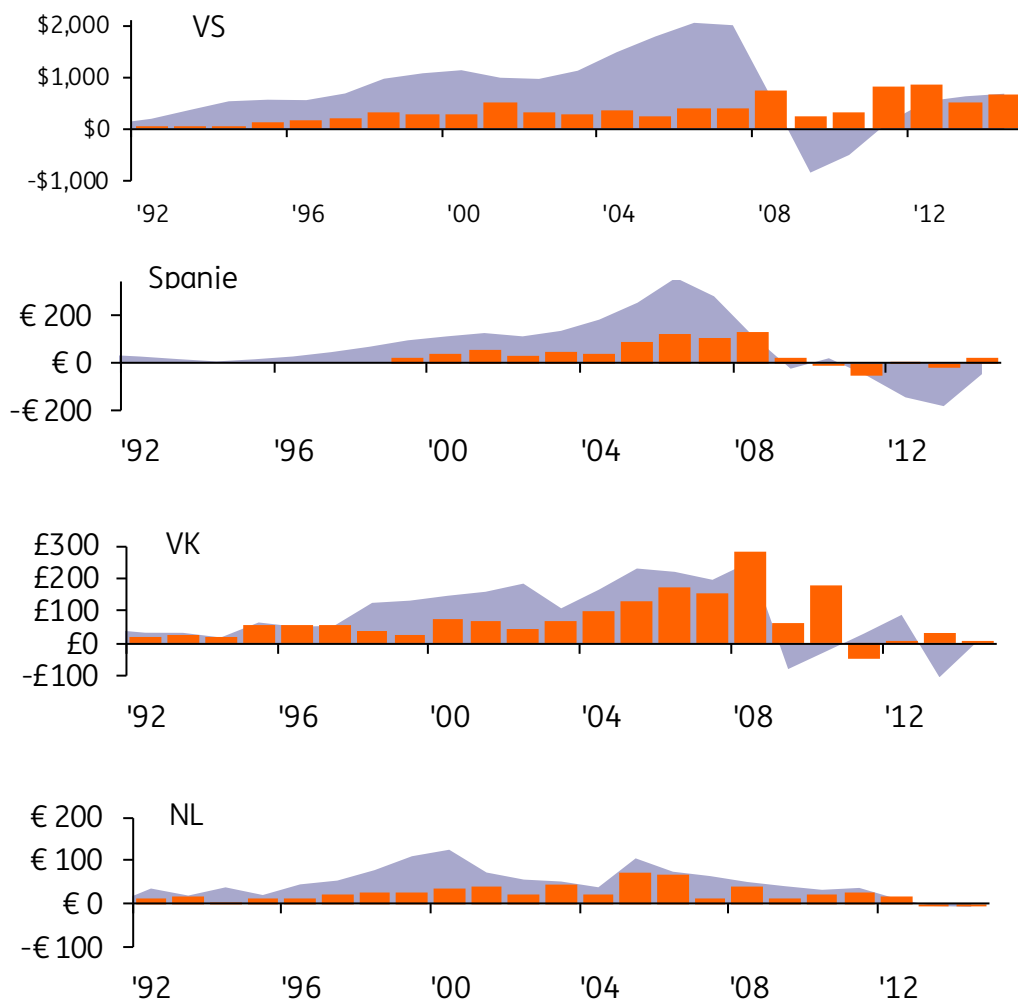 VS
$2,000
$1,000
$0
-$1,000
'92 '96 '00 '04 '08 '12
Spanje
€ 200
€ 0
-€ 200
'92 '96 '00 '04 '08 '12
VK
£300
£200
£100
£0
-£100
'92 '96 '00 '04 '08 '12
NL
€ 200
€ 100
€ 0
-€ 100
'92 '96 '00 '04 '08 '12